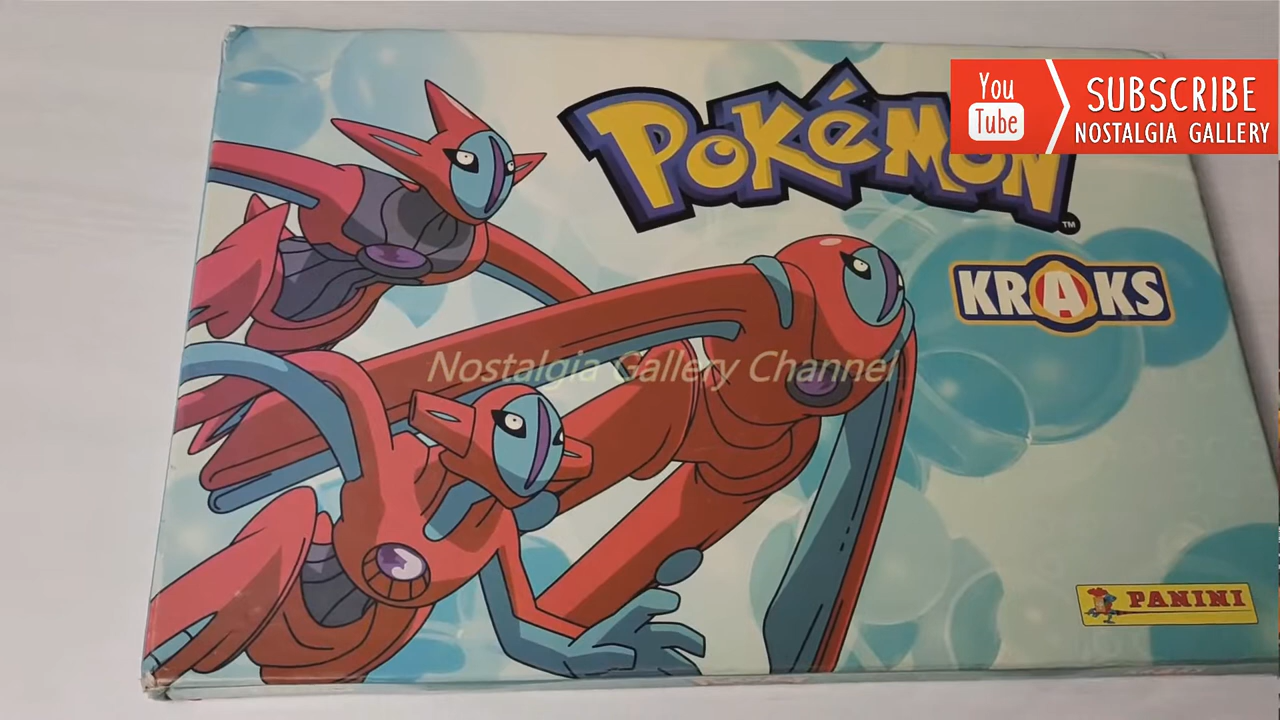 POKéMON
TM
You
Tube
SUBSCRIBE
NOSTALGIA GALLERY
KRAKS
Nostalgia Gallery Channel
PANINI